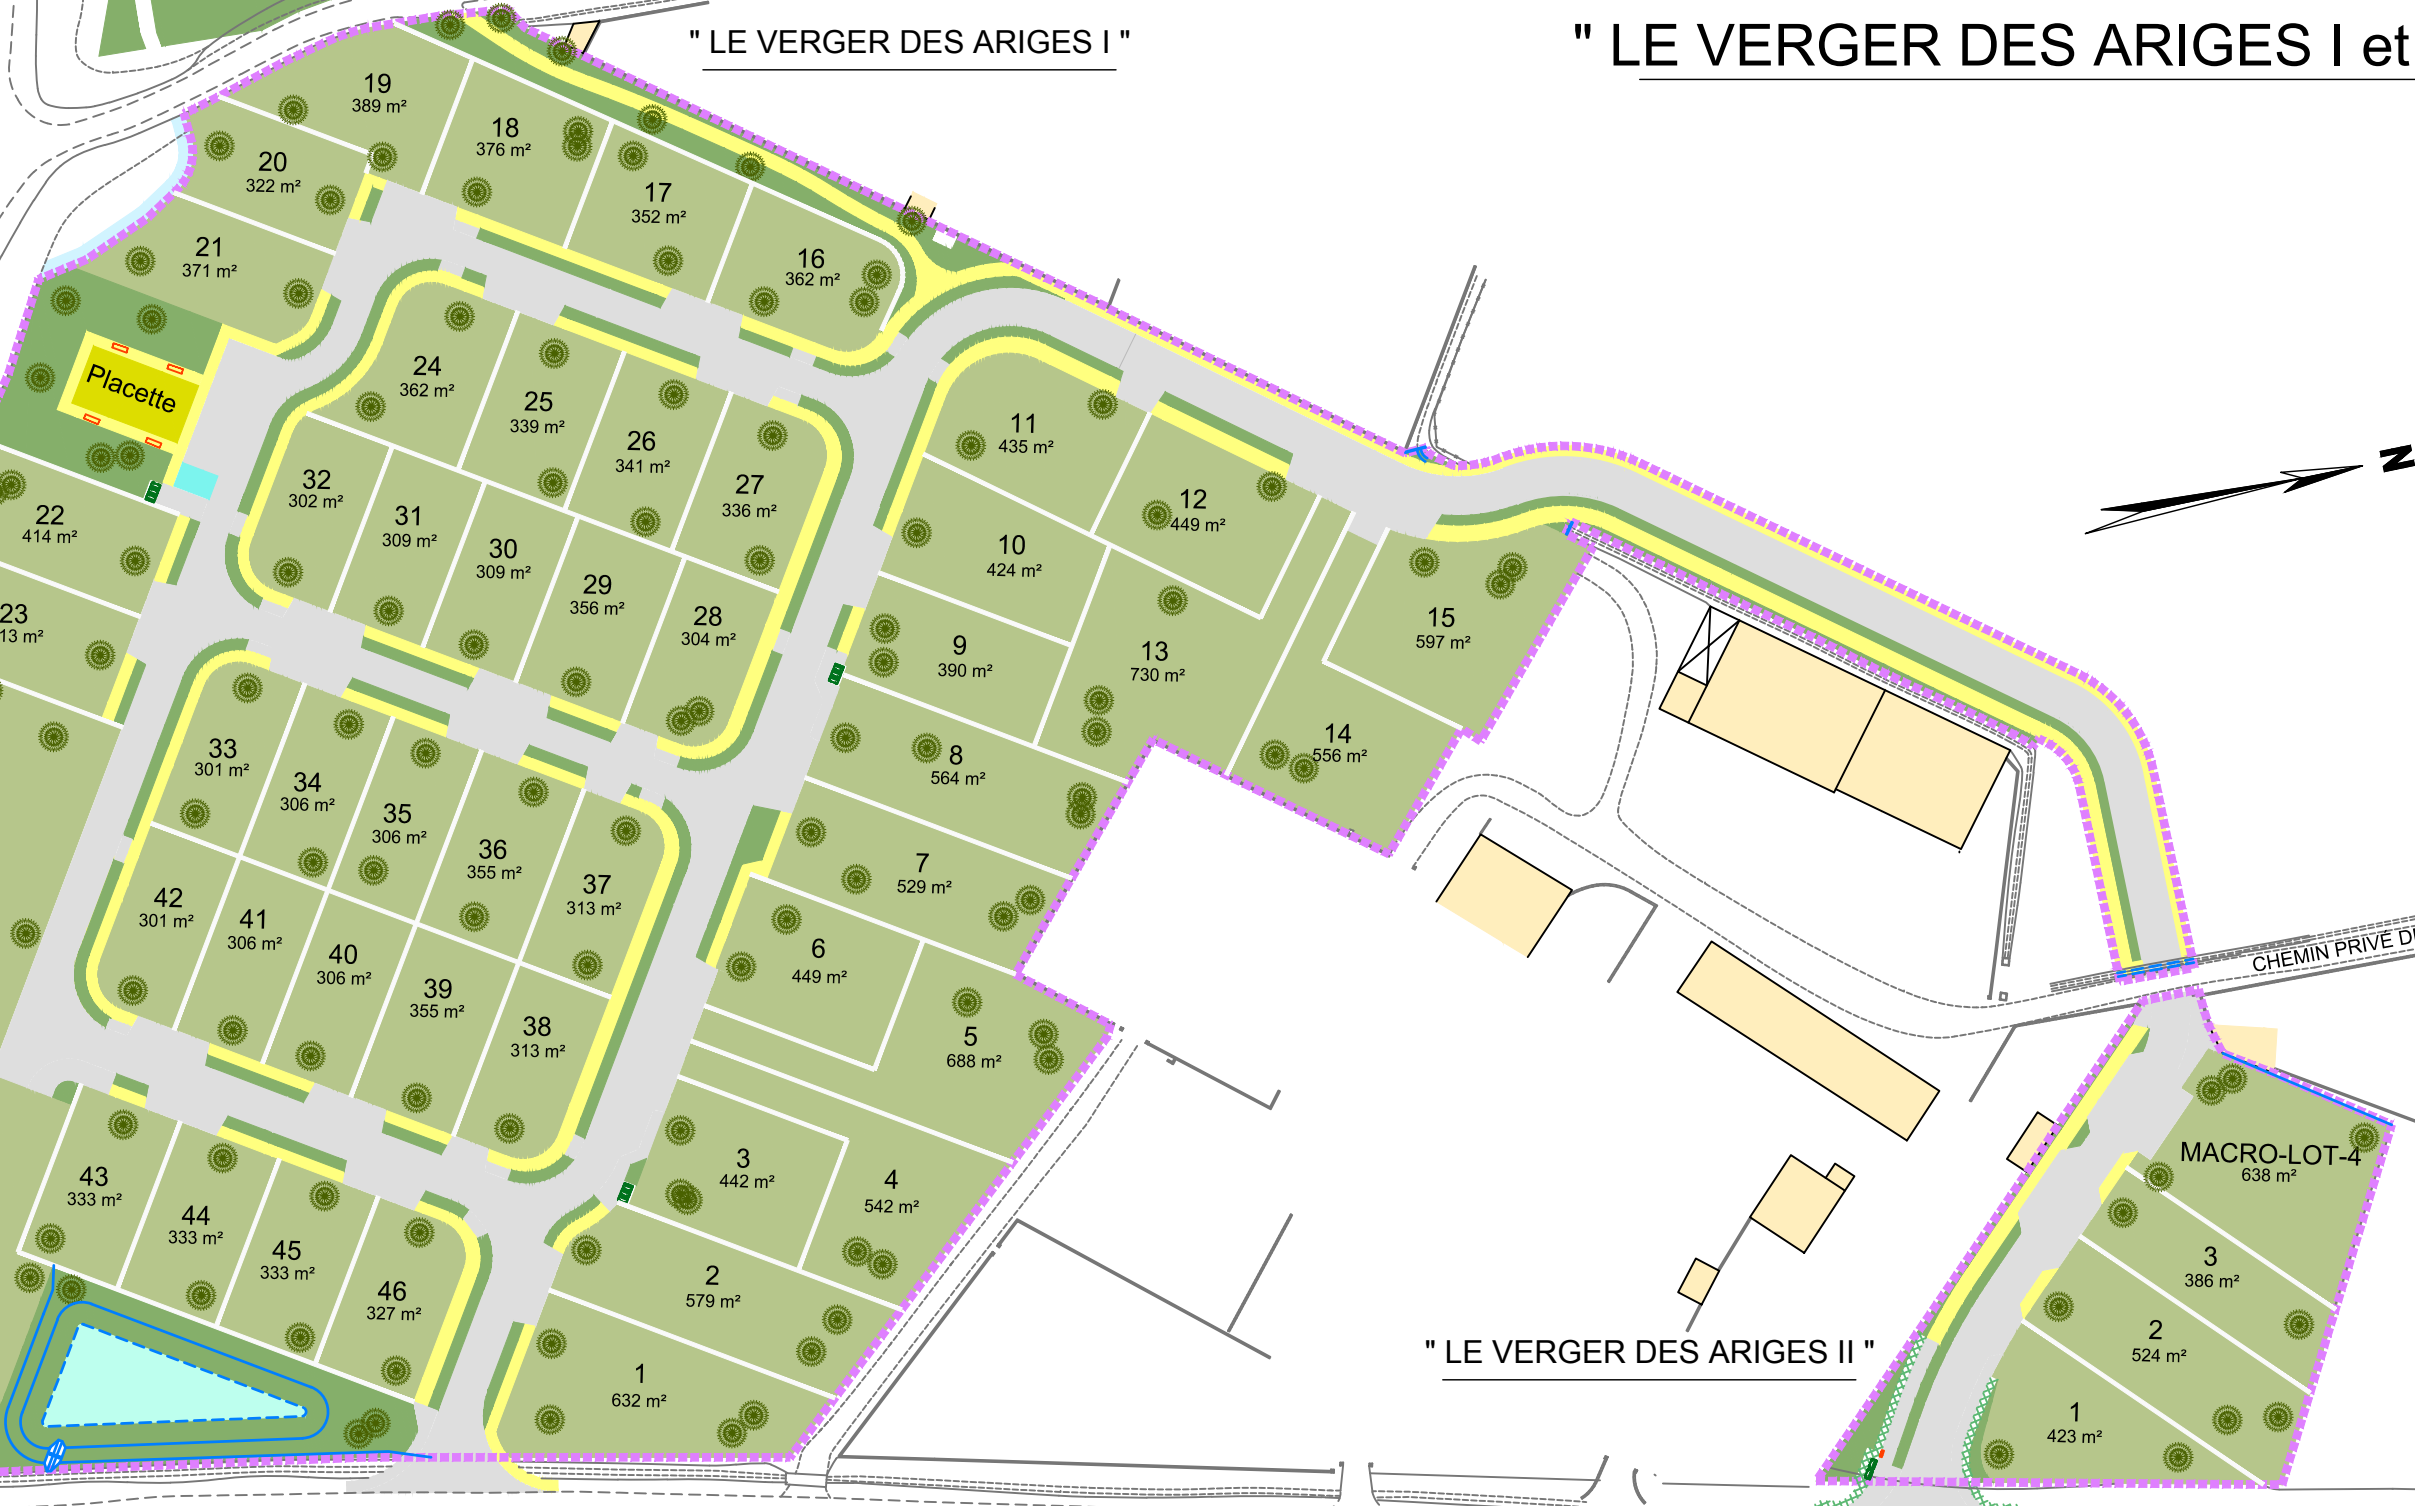 " LE VERGER DES ARIGES I "
" LE VERGER DES ARIGES I et
19
389 m²
18
376 m²
20
322 m²
17
352 m²
21
371 m²
16
362 m²
Placette
24
362 m²
25
339 m²
26
341 m²
27
336 m²
11
435 m²
12
449 m²
N
32
302 m²
31
309 m²
30
309 m²
29
356 m²
28
304 m²
22
414 m²
23
13 m²
10
424 m²
9
390 m²
13
730 m²
15
597 m²
14
556 m²
8
564 m²
7
529 m²
33
301 m²
34
306 m²
35
306 m²
36
355 m²
37
313 m²
42
301 m²
41
306 m²
40
306 m²
39
355 m²
38
313 m²
6
449 m²
5
688 m²
CHEMIN PRIVE
3
442 m²
4
542 m²
43
333 m²
44
333 m²
45
333 m²
46
327 m²
2
579 m²
1
632 m²
" LE VERGER DES ARIGES II "
MACRO-LOT-4
638 m²
3
386 m²
2
524 m²
1
423 m²